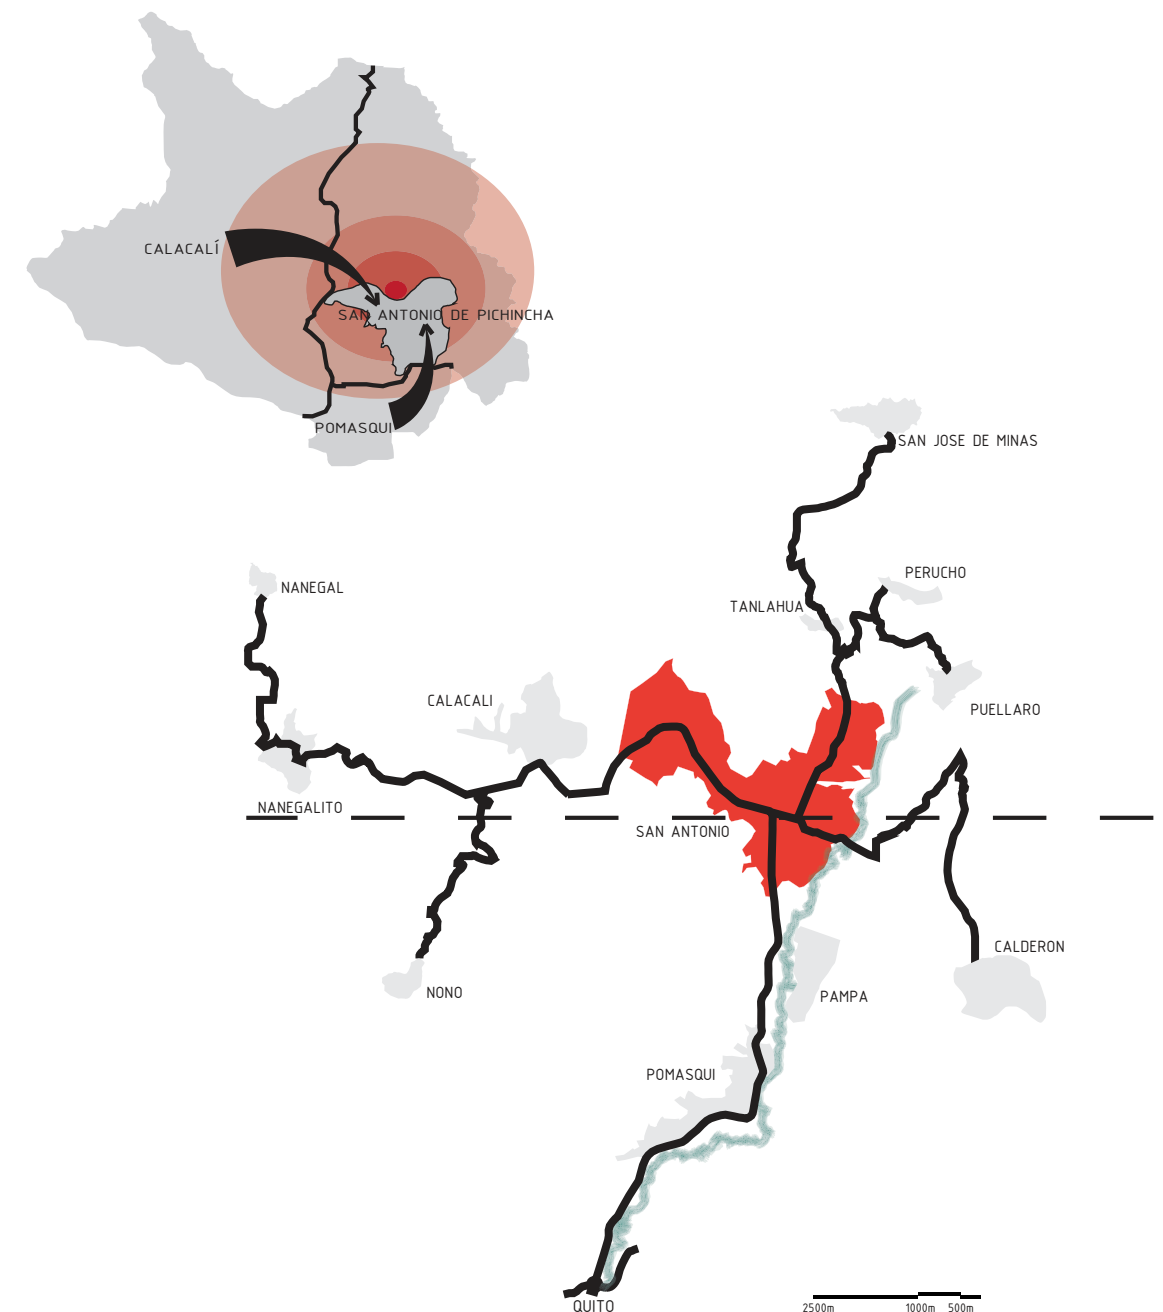 CALACALÍ
SAN ANTONIO DE PICHINCHA
POMASQUI
SAN JOSE DE MINAS
PERUCHO
NANEGAL
TANLAHUA
CALACALI
PUELLARO
NANEGALITO
SAN ANTONIO
CALDERON
NONO
PAMPA
POMASQUI
QUITO
2500m 1000m 500m